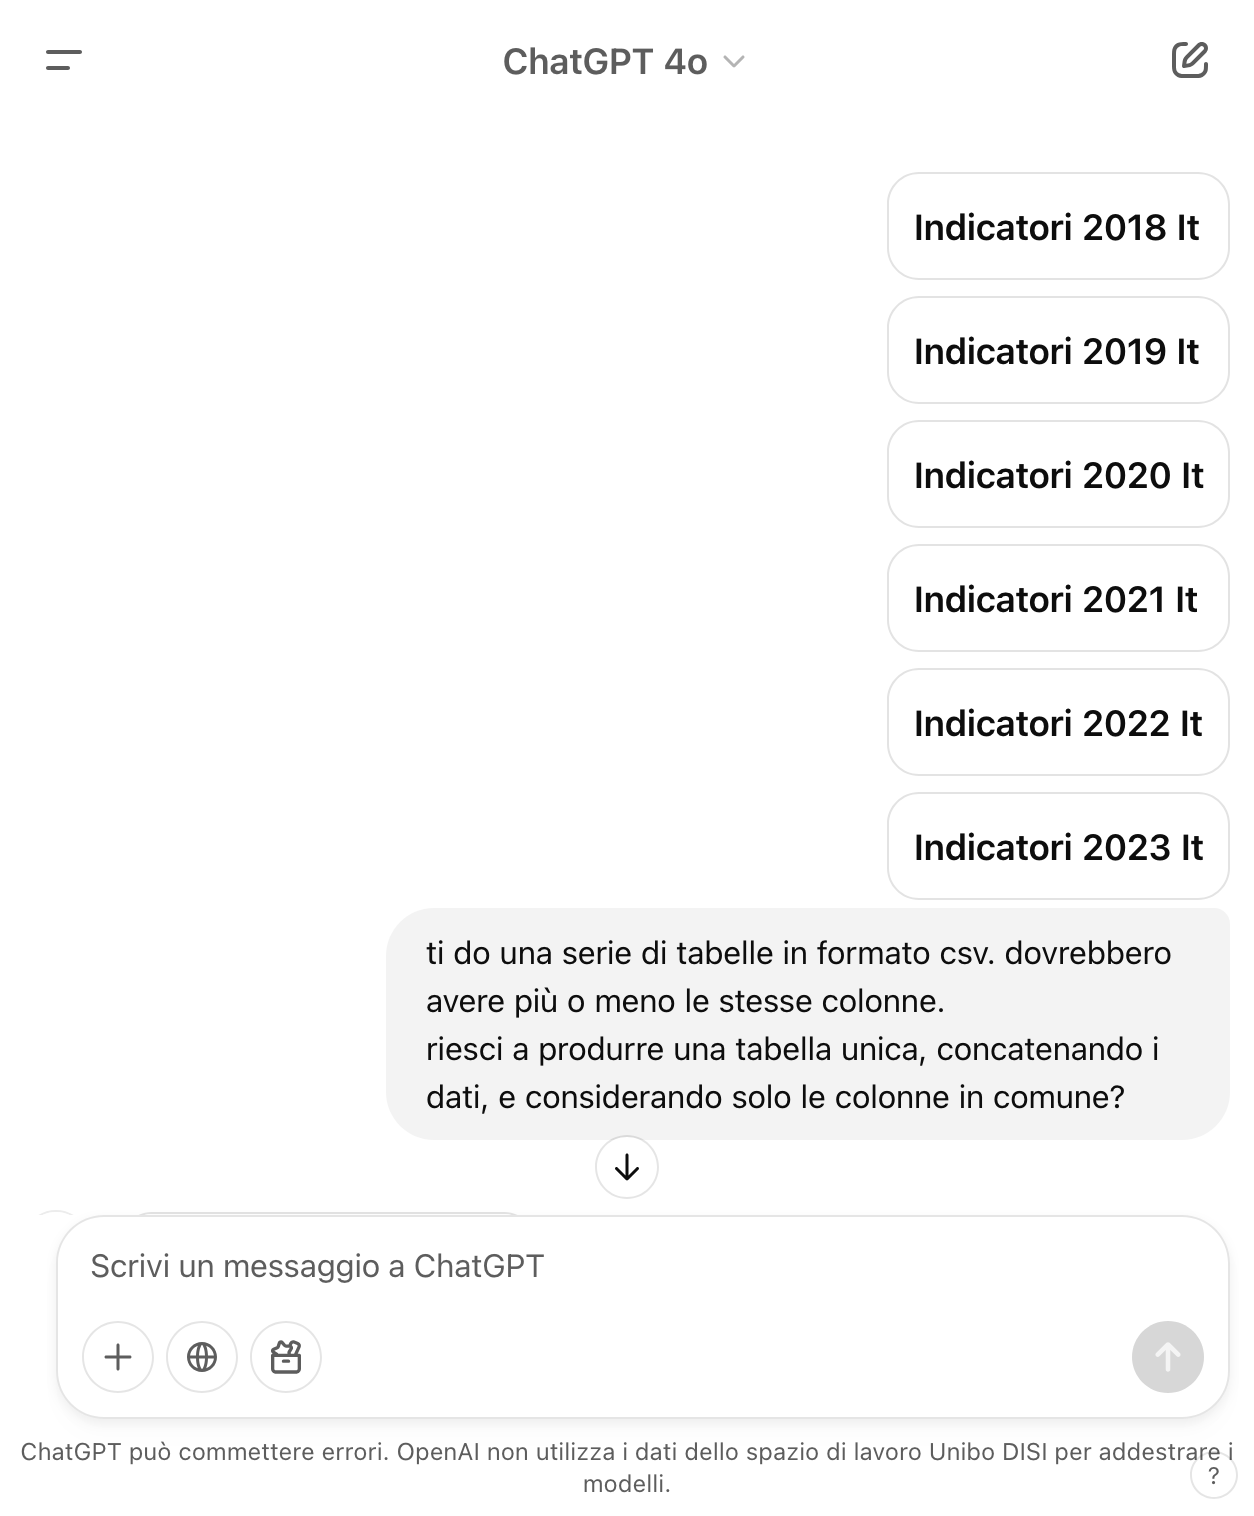 ChatGPT 4o
Indicatori 2018 It
Indicatori 2019 It
Indicatori 2020 It
Indicatori 2021 It
Indicatori 2022 It
Indicatori 2023 It
ti do una serie di tabelle in formato csv. dovrebbero
avere più o meno le stesse colonne.
riesci a produrre una tabella unica, concatenando i
dati, e considerando solo le colonne in comune?
Scrivi un messaggio a ChatGPT
ChatGPT può commettere errori. OpenAI non utilizza i dati dello spazio di lavoro Unibo DISI per addestrare i
modelli.
?